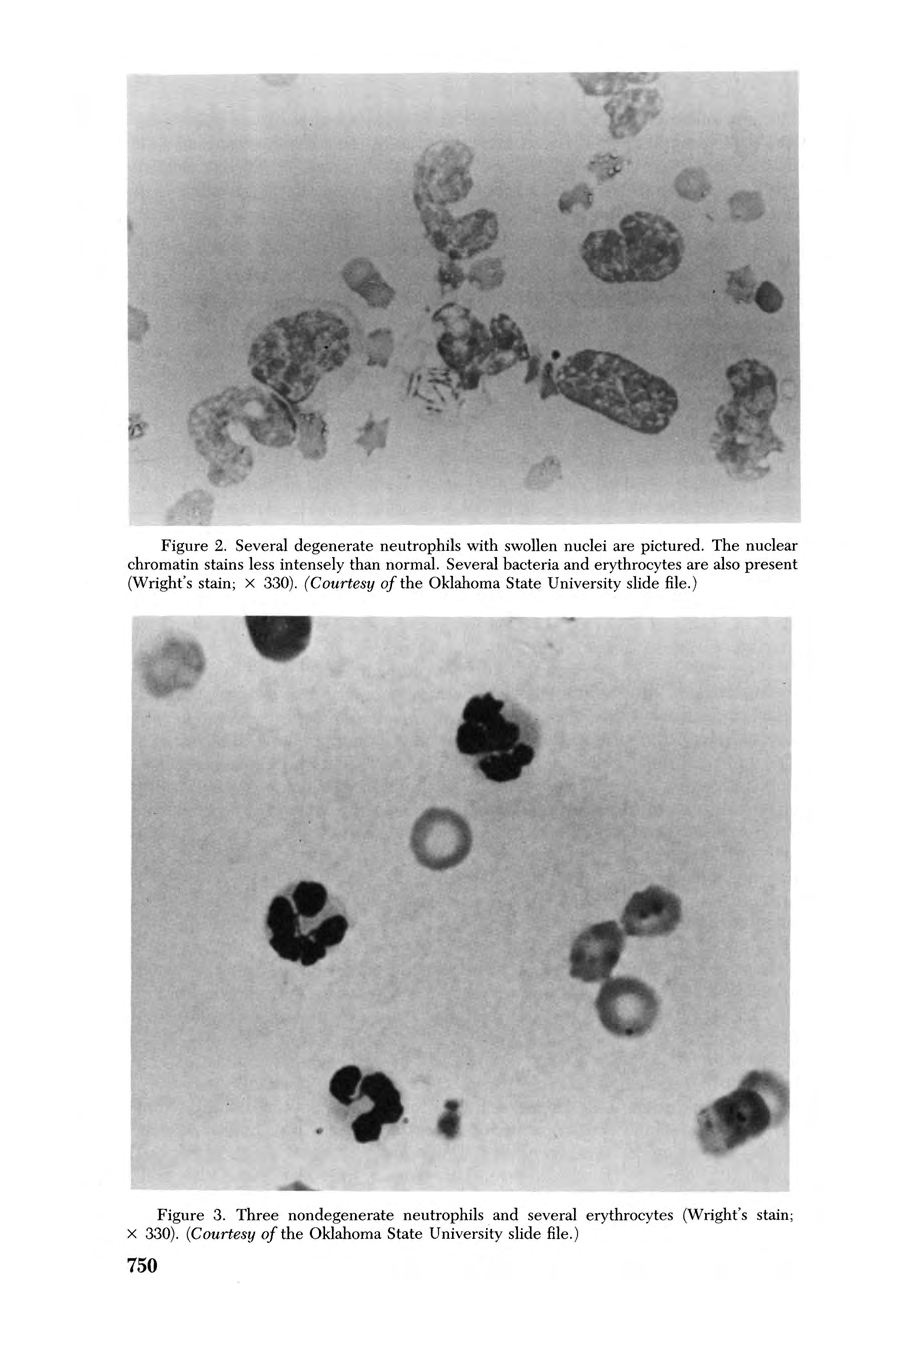 Figure 2. Several degenerate neutrophils with swollen nuclei are pictured. The nuclear
chromatin stains less intensely than normal. Several bacteria and erythrocytes are also present
(Wright's stain; × 330). (Courtesy of the Oklahoma State University slide file.)
Figure 3. Three nondegenerate neutrophils and several erythrocytes (Wright's stain;
× 330). (Courtesy of the Oklahoma State University slide file.)
750